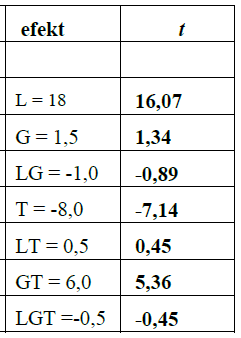 efekt t
L = 18 16,07
G = 1,5 1,34
LG = -1,0 -0,89
T = -8,0 -7,14
LT = 0,5 0,45
GT = 6,0 5,36
LGT =-0,5 -0,45